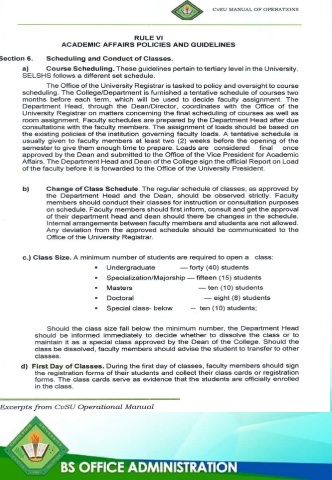 CvSU MANUAL OF OPERATIONS
RULE VI
ACADEMIC AFFAIRS POLICIES AND GUIDELINES
Section 6. Scheduling and Conduct of Classes.
a) Course Scheduling. These guidelines pertain to tertiary level in the University.
SELSHS follows a different set schedule.
The Office of the University Registrar is tasked to policy and oversight to course
scheduling. The College/Department is furnished a tentative schedule of courses two
months before each term, which will be used to decide faculty assignment. The
Department Head, through the Dean/Director, coordinates with the Office of the
University Registrar on matters concerning the final scheduling of courses as well as
room assignment. Faculty schedules are prepared by the Department Head after due
consultations with the faculty members. The assignment of loads should be based on
the existing policies of the institution governing faculty loads. A tentative schedule is
usually given to faculty members at least two (2) weeks before the opening of the
semester to give them enough time to prepare. Loads are considered final once
approved by the Dean and submitted to the Office of the Vice President for Academic
Affairs. The Department Head and Dean of the College sign the official Report on Load
of the faculty before it is forwarded to the Office of the University President.
b) Change of Class Schedule. The regular schedule of classes, as approved by
the Department Head and the Dean, should be observed strictly. Faculty
members should conduct their classes for instruction or consultation purposes
on schedule. Faculty members should first inform, consult and get the approval
of their department head and dean should there be changes in the schedule.
Internal arrangements between faculty members and students are not allowed.
Any deviation from the approved schedule should be communicated to the
Office of the University Registrar.
c.) Class Size. A minimum number of students are required to open a class:
• Undergraduate — forty (40) students
• Specialization/Majorship — fifteen (15) students
• Masters — ten (10) students
• Doctoral — eight (8) students
• Special class- below — ten (10) students;
Should the class size fall below the minimum number, the Department Head
should be informed immediately to decide whether to dissolve the class or to
maintain it as a special class approved by the Dean of the College. Should the
class be dissolved, faculty members should advise the student to transfer to other
classes.
d) First Day of Classes. During the first day of classes, faculty members should sign
the registration forms of their students and collect their class cards or registration
forms. The class cards serve as evidence that the students are officially enrolled
in the class.
Excerpts from CvSU Operational Manual
BS OFFICE ADMINISTRATION